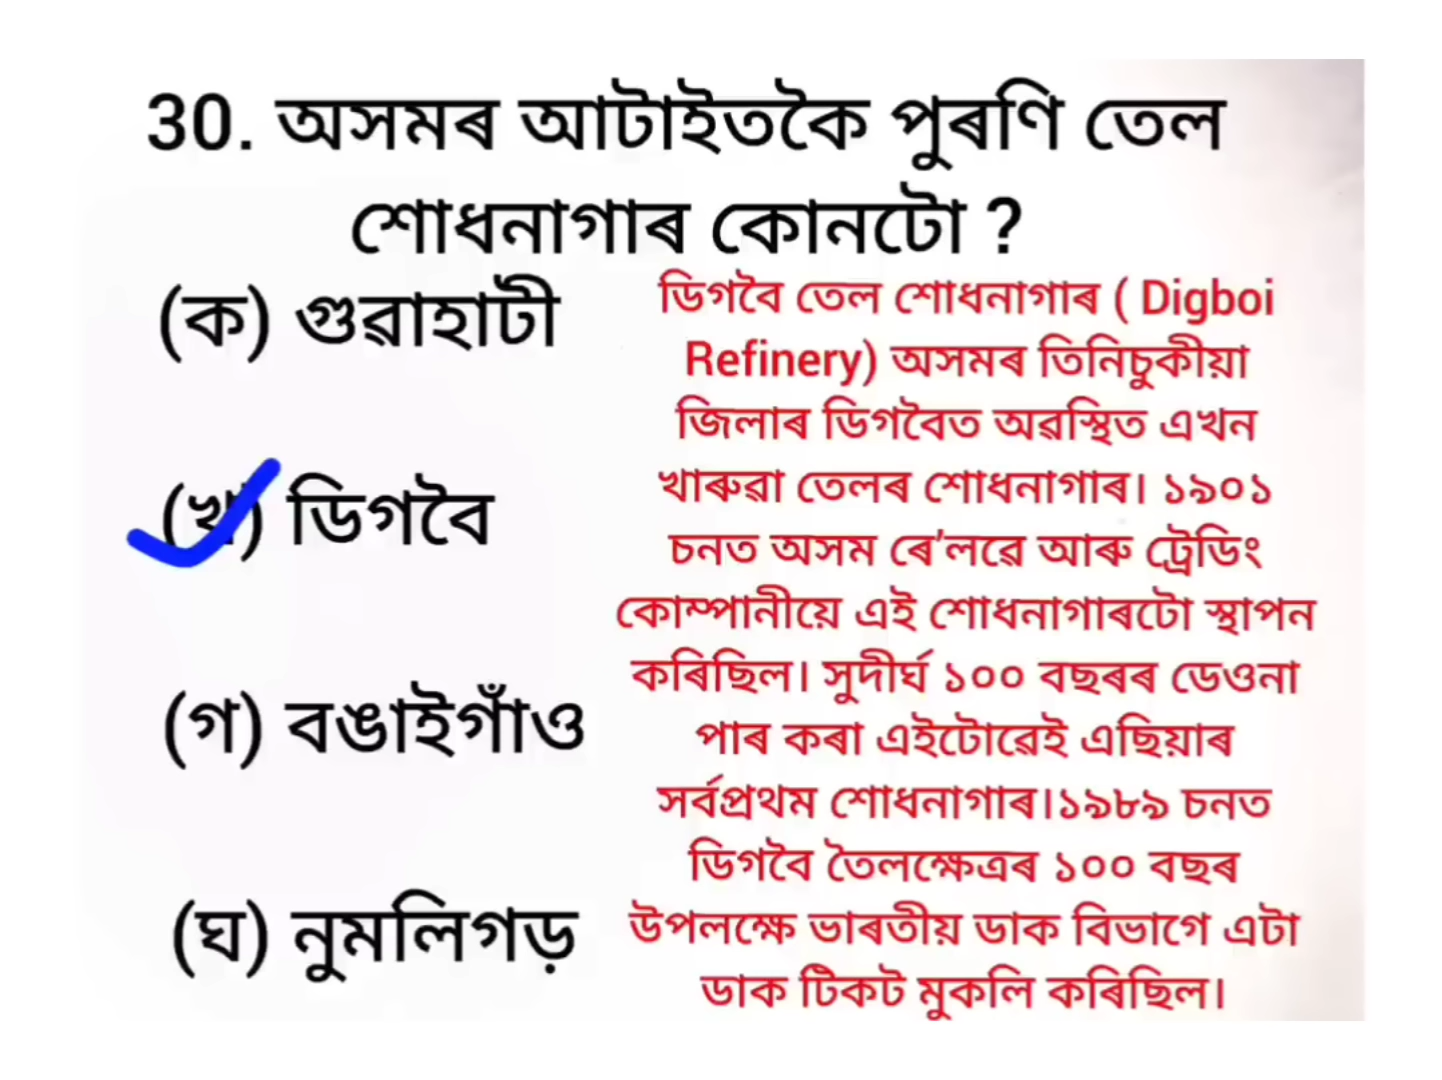 30. অসমৰ আটাইতকৈ পুৰণি তেল
শোধনাগাৰ কোনটো ?
(ক) গুৱাহাটী
(খ) ডিগবৈ
(গ) বঙাইগাঁও
(ঘ) নুমলিগড়
ডিগবৈ তেল শোধনাগাৰ ( Digboi
Refinery) অসমৰ তিনিচুকীয়া
জিলাৰ ডিগবৈত অৱস্থিত এখন
খাৰুৱা তেলৰ শোধনাগাৰ। ১৯০১
চনত অসম ৰে'লৱে আৰু ট্ৰেডিং
কোম্পানীয়ে এই শোধনাগাৰটো স্থাপন
কৰিছিল। সুদীৰ্ঘ ১০০ বছৰৰ ডেওনা
পাৰ কৰা এইটোৱেই এছিয়াৰ
সৰ্বপ্ৰথম শোধনাগাৰ।১৯৮৯ চনত
ডিগবৈ তৈলক্ষেত্ৰৰ ১০০ বছৰ
উপলক্ষে ভাৰতীয় ডাক বিভাগে এটা
ডাক টিকট মুকলি কৰিছিল।